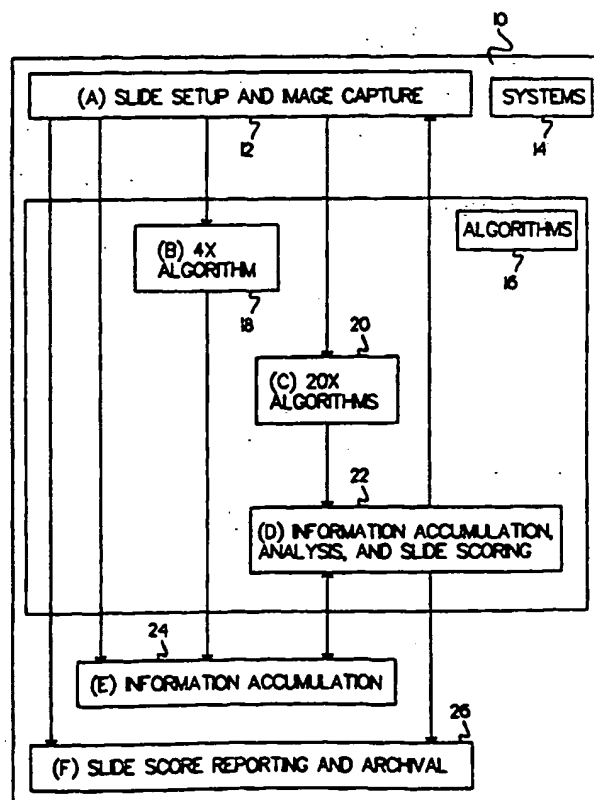 10
(A) SLIDE SETUP AND IMAGE CAPTURE
SYSTEMS
12
14
(B) 4X
ALGORITHM
ALGORITHMS
16
18
20
(C) 20X
ALGORITHMS
22
(D) INFORMATION ACCUMULATION,
ANALYSIS, AND SLIDE SCORING
24
(E) INFORMATION ACCUMULATION
26
(F) SLIDE SCORE REPORTING AND ARCHIVAL